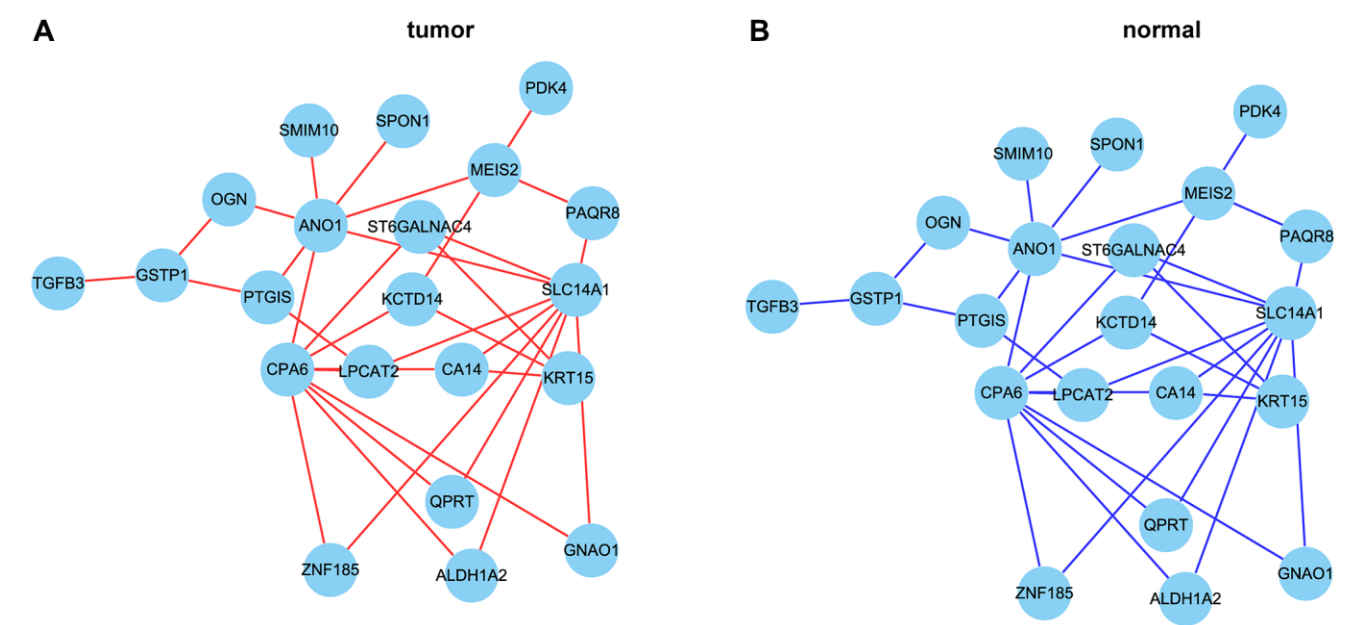 A
tumor
PDK4
SPON1
SMIM10
MEIS2
OGN
PAQR8
ANO1
ST6GALNAC4
GSTP1
TGFB3
SLC14A1
PTGIS
KCTD14
CPA6
LPCAT2
CA14
KRT15
QPRT
GNAO1
ZNF185
ALDH1A2
B
normal
PDK4
SPON1
SMIM10
MEIS2
OGN
PAQR8
ANO1
ST6GALNAC4
GSTP1
TGFB3
SLC14A1
PTGIS
KCTD14
CPA6
LPCAT2
CA14
KRT15
QPRT
GNAO1
ZNF185
ALDH1A2